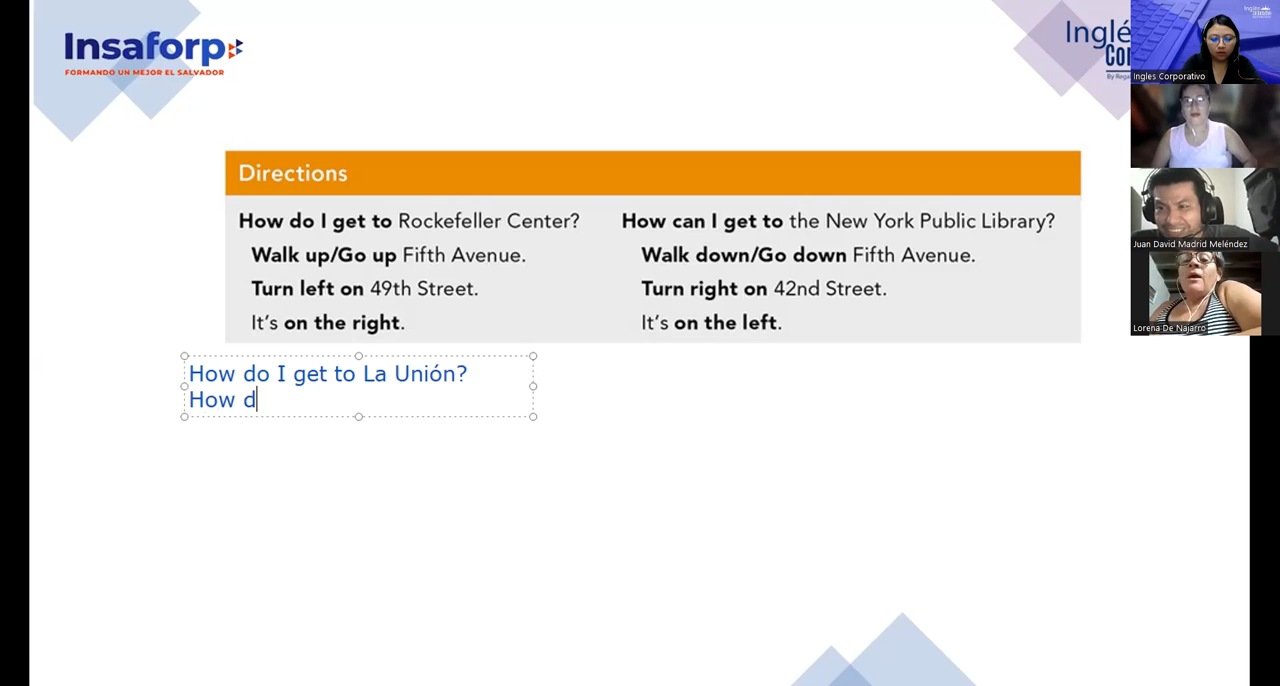 Insaforp
FORMANDO UN MEJOR EL SALVADOR
Inglé
Co
Directions
How do I get to Rockefeller Center?
Walk up/Go up Fifth Avenue.
Turn left on 49th Street.
It's on the right.
How can I get to the New York Public Library?
Walk down/Go down Fifth Avenue.
Turn right on 42nd Street.
It's on the left.
How do I get to La Unión?
How d
Ingles Corporativo
Juan David Madrid Meléndez
Lorena De Najarro